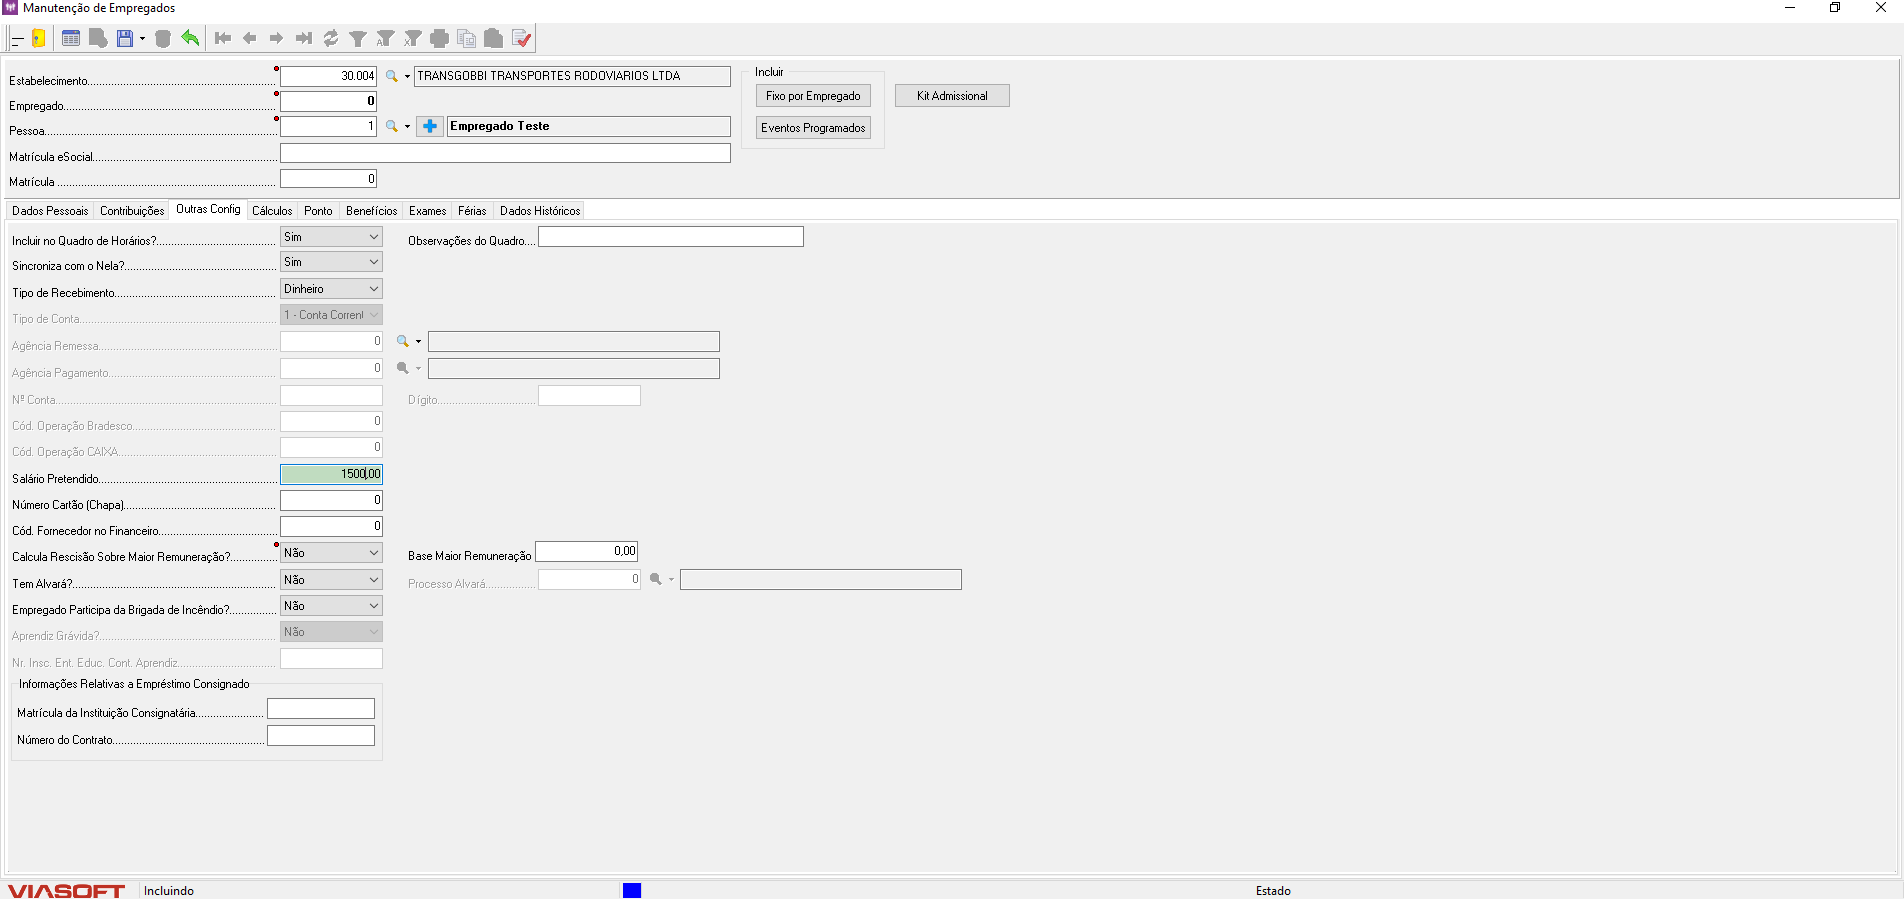 Manutenção de Empregados
Estabelecimento 30.004 TRANSGOBBI TRANSPORTES RODOVIARIOS LTDA
Empregado 0
Pessoa 1 Empregado Teste
Matrícula eSocial
Matrícula 0
Incluir
Fixo por Empregado
Eventos Programados
Kit Admissional
Dados Pessoais Contribuições Outras Config Cálculos Ponto Benefícios Exames Férias Dados Históricos
Incluir no Quadro de Horários? Sim Observações do Quadro
Sincroniza com o Nela? Sim
Tipo de Recebimento Dinheiro
Tipo de Conta 1 - Conta Corrent
Agência Remessa 0
Agência Pagamento 0
Nº Conta Dígito
Cód. Operação Bradesco 0
Cód. Operação CAIXA 0
Salário Pretendido 1500,00
Número Cartão (Chapa) 0
Cód. Fornecedor no Financeiro 0
Calcula Rescisão Sobre Maior Remuneração? Não Base Maior Remuneração 0,00
Tem Alvará? Não Processo Alvará 0
Empregado Participa da Brigada de Incêndio? Não
Aprendiz Grávida? Não
Nr. Insc. Ent. Educ. Cont. Aprendiz
Informações Relativas a Empréstimo Consignado
Matrícula da Instituição Consignatária
Número do Contrato
VIASOFT Incluindo Estado